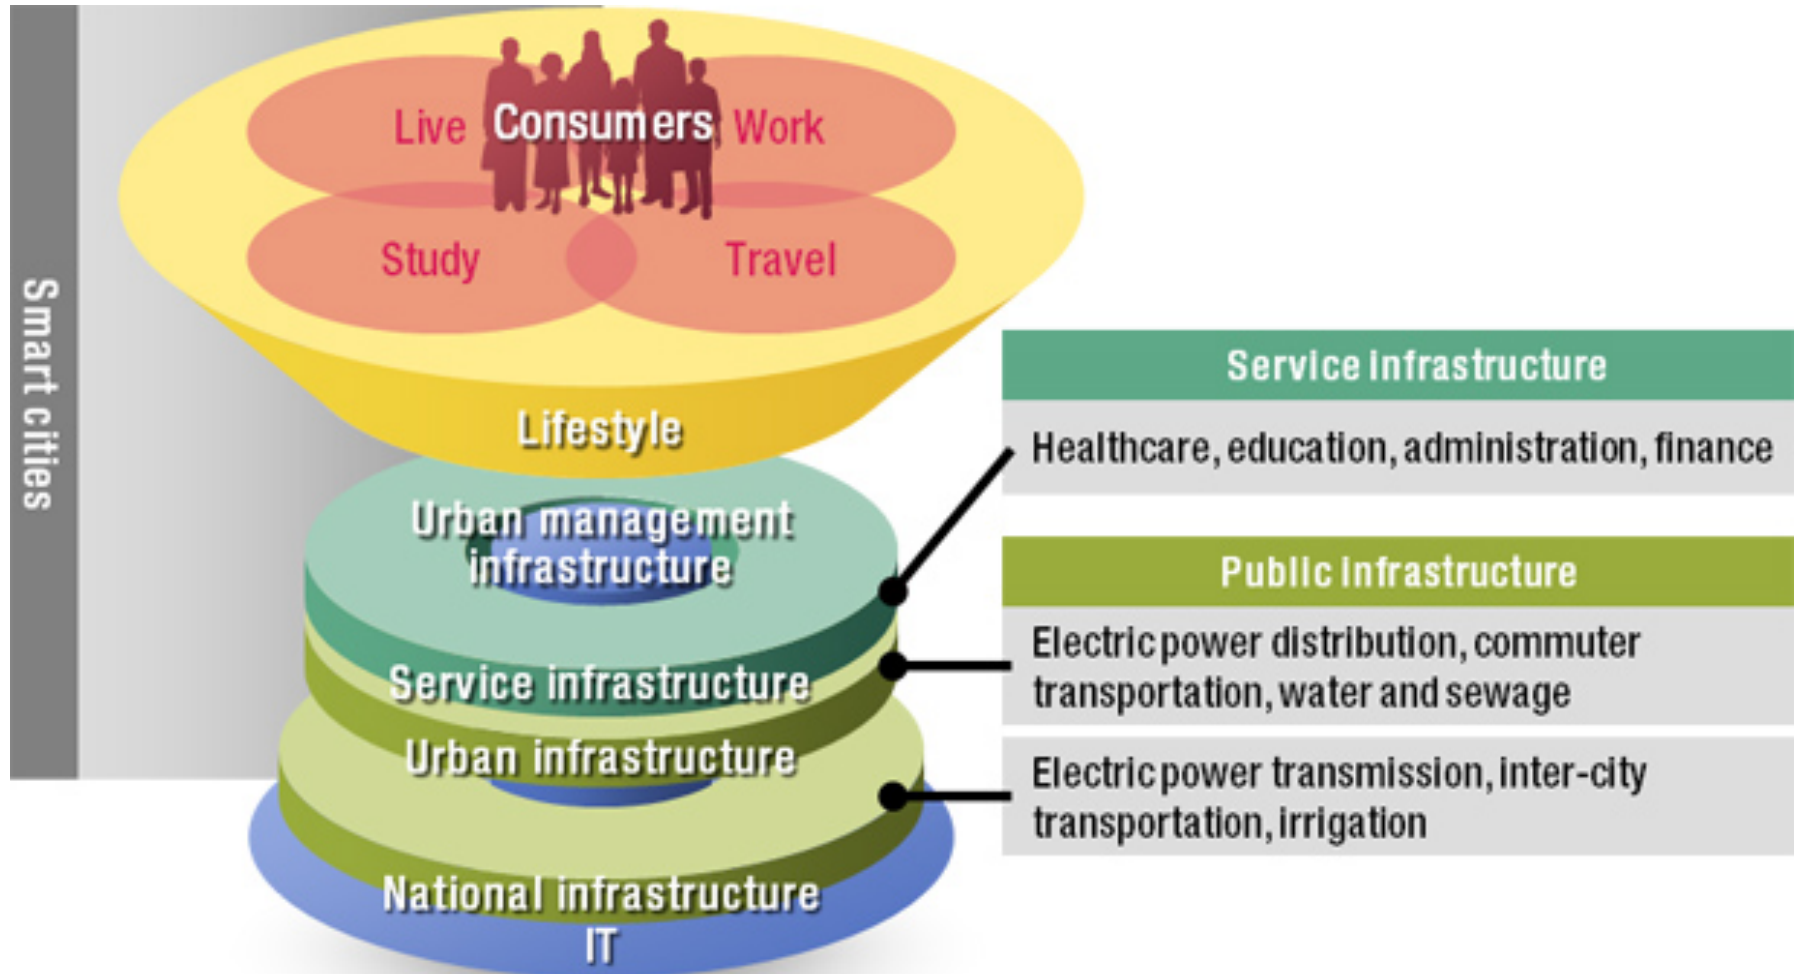 Smart cities
Live
Consumers
Work
Study
Travel
Lifestyle
Urban management
infrastructure
Service infrastructure
Urban infrastructure
National infrastructure
IT
Service infrastructure
Healthcare, education, administration, finance
Public infrastructure
Electric power distribution, commuter
transportation, water and sewage
Electric power transmission, inter-city
transportation, irrigation